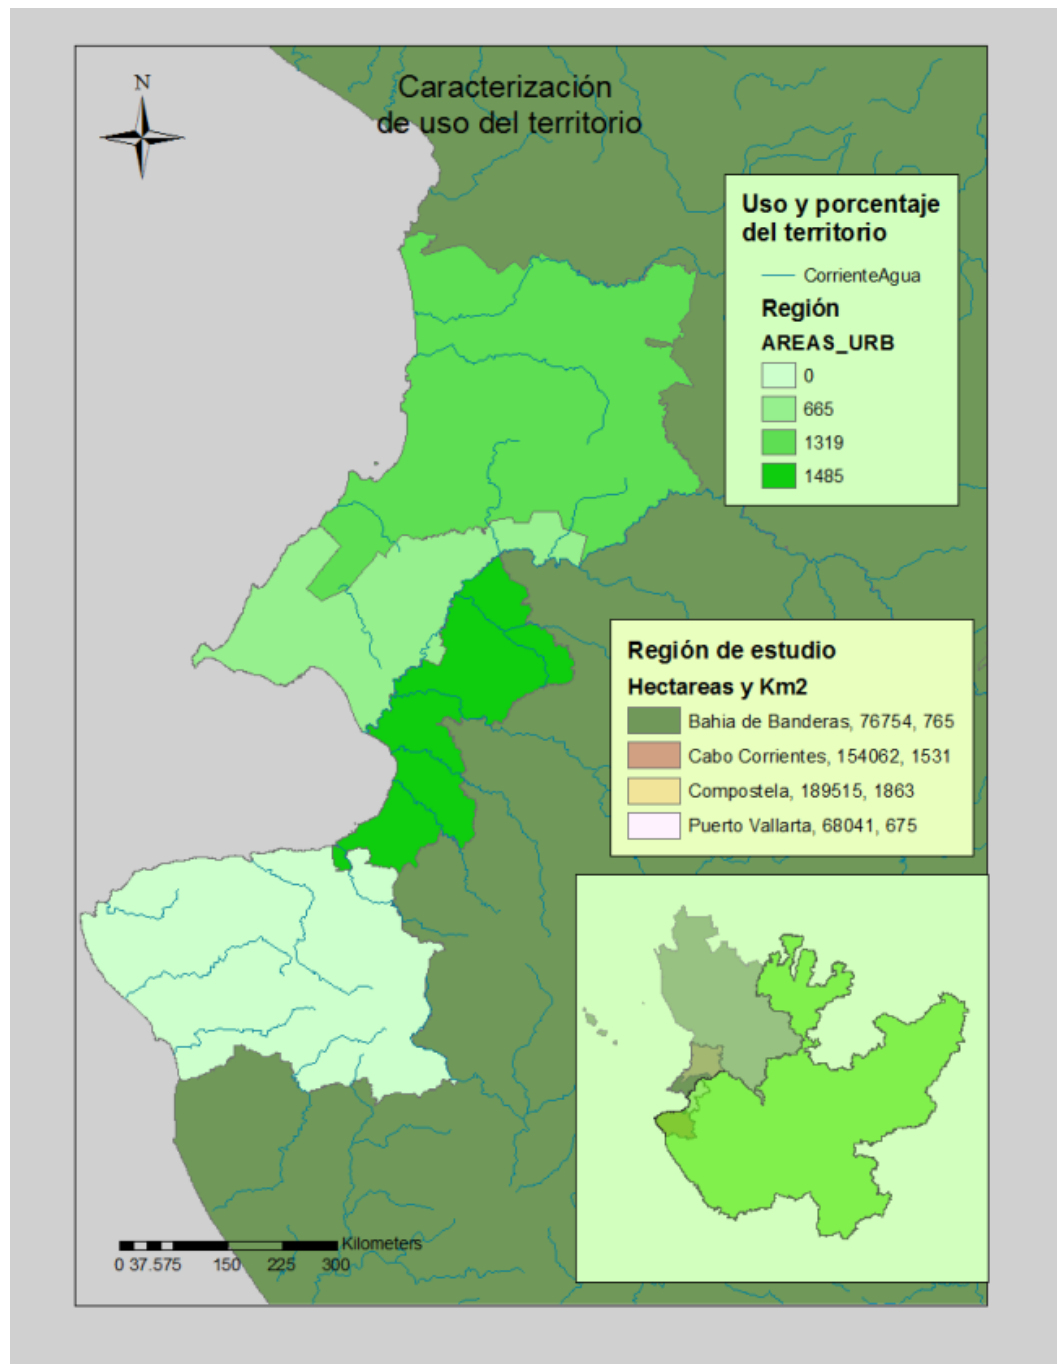 Caracterización
de uso del territorio
N
Uso y porcentaje
del territorio
CorrienteAgua
Región
AREAS_URB
0
665
1319
1485
Región de estudio
Hectareas y Km2
Bahia de Banderas, 76754, 765
Cabo Corrientes, 154062, 1531
Compostela, 189515, 1863
Puerto Vallarta, 68041, 675
Kilometers
0 37.575 150 225 300